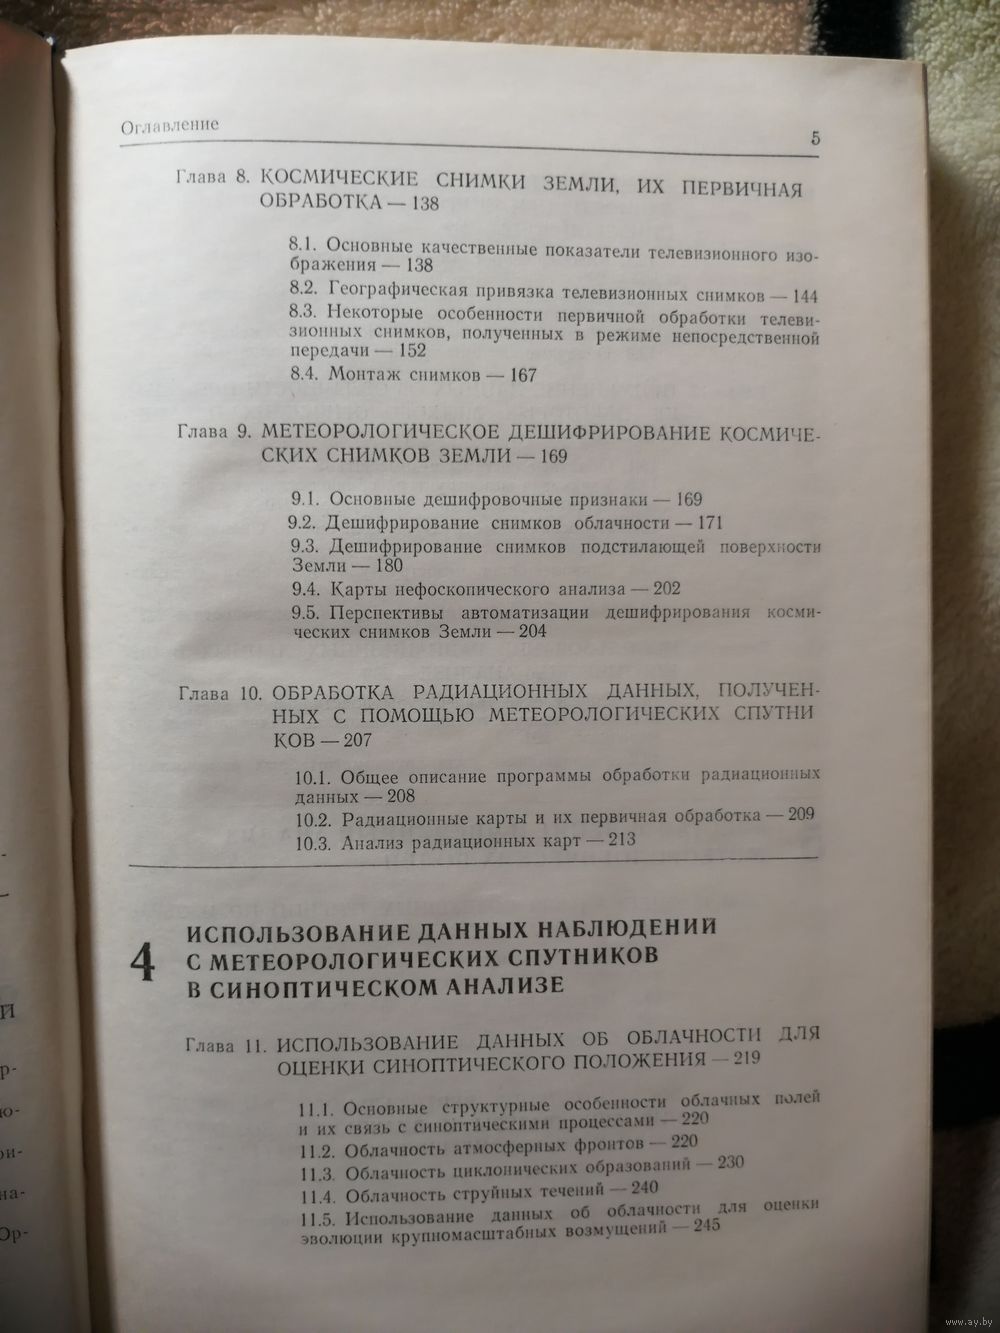 Оглавление
5
Глава 8. КОСМИЧЕСКИЕ СНИМКИ ЗЕМЛИ, ИХ ПЕРВИЧНАЯ
ОБРАБОТКА — 138
8.1. Основные качественные показатели телевизионного изо-
бражения — 138
8.2. Географическая привязка телевизионных снимков — 144
8.3. Некоторые особенности первичной обработки телеви-
зионных снимков, полученных в режиме непосредственной
передачи — 152
8.4. Монтаж снимков — 167
Глава 9. МЕТЕОРОЛОГИЧЕСКОЕ ДЕШИФРИРОВАНИЕ КОСМИЧЕ-
СКИХ СНИМКОВ ЗЕМЛИ — 169
9.1. Основные дешифровочные признаки — 169
9.2. Дешифрирование снимков облачности — 171
9.3. Дешифрирование снимков подстилающей поверхности
Земли — 180
9.4. Карты нефоскопического анализа — 202
9.5. Перспективы автоматизации дешифрирования косми-
ческих снимков Земли — 204
Глава 10. ОБРАБОТКА РАДИАЦИОННЫХ ДАННЫХ, ПОЛУЧЕН-
НЫХ С ПОМОЩЬЮ МЕТЕОРОЛОГИЧЕСКИХ СПУТНИ
КОВ — 207
10.1. Общее описание программы обработки радиационных
данных — 208
10.2. Радиационные карты и их первичная обработка — 209
10.3. Анализ радиационных карт — 213
4
ИСПОЛЬЗОВАНИЕ ДАННЫХ НАБЛЮДЕНИЙ
С МЕТЕОРОЛОГИЧЕСКИХ СПУТНИКОВ
В СИНОПТИЧЕСКОМ АНАЛИЗЕ
Глава 11. ИСПОЛЬЗОВАНИЕ ДАННЫХ ОБ ОБЛАЧНОСТИ ДЛЯ
ОЦЕНКИ СИНОПТИЧЕСКОГО ПОЛОЖЕНИЯ — 219
11.1. Основные структурные особенности облачных полей
и их связь с синоптическими процессами — 220
11.2. Облачность атмосферных фронтов — 220
11.3. Облачность циклонических образований — 230
11.4. Облачность струйных течений — 240
11.5. Использование данных об облачности для оценки
эволюции крупномасштабных возмущений — 245
www.ay.by